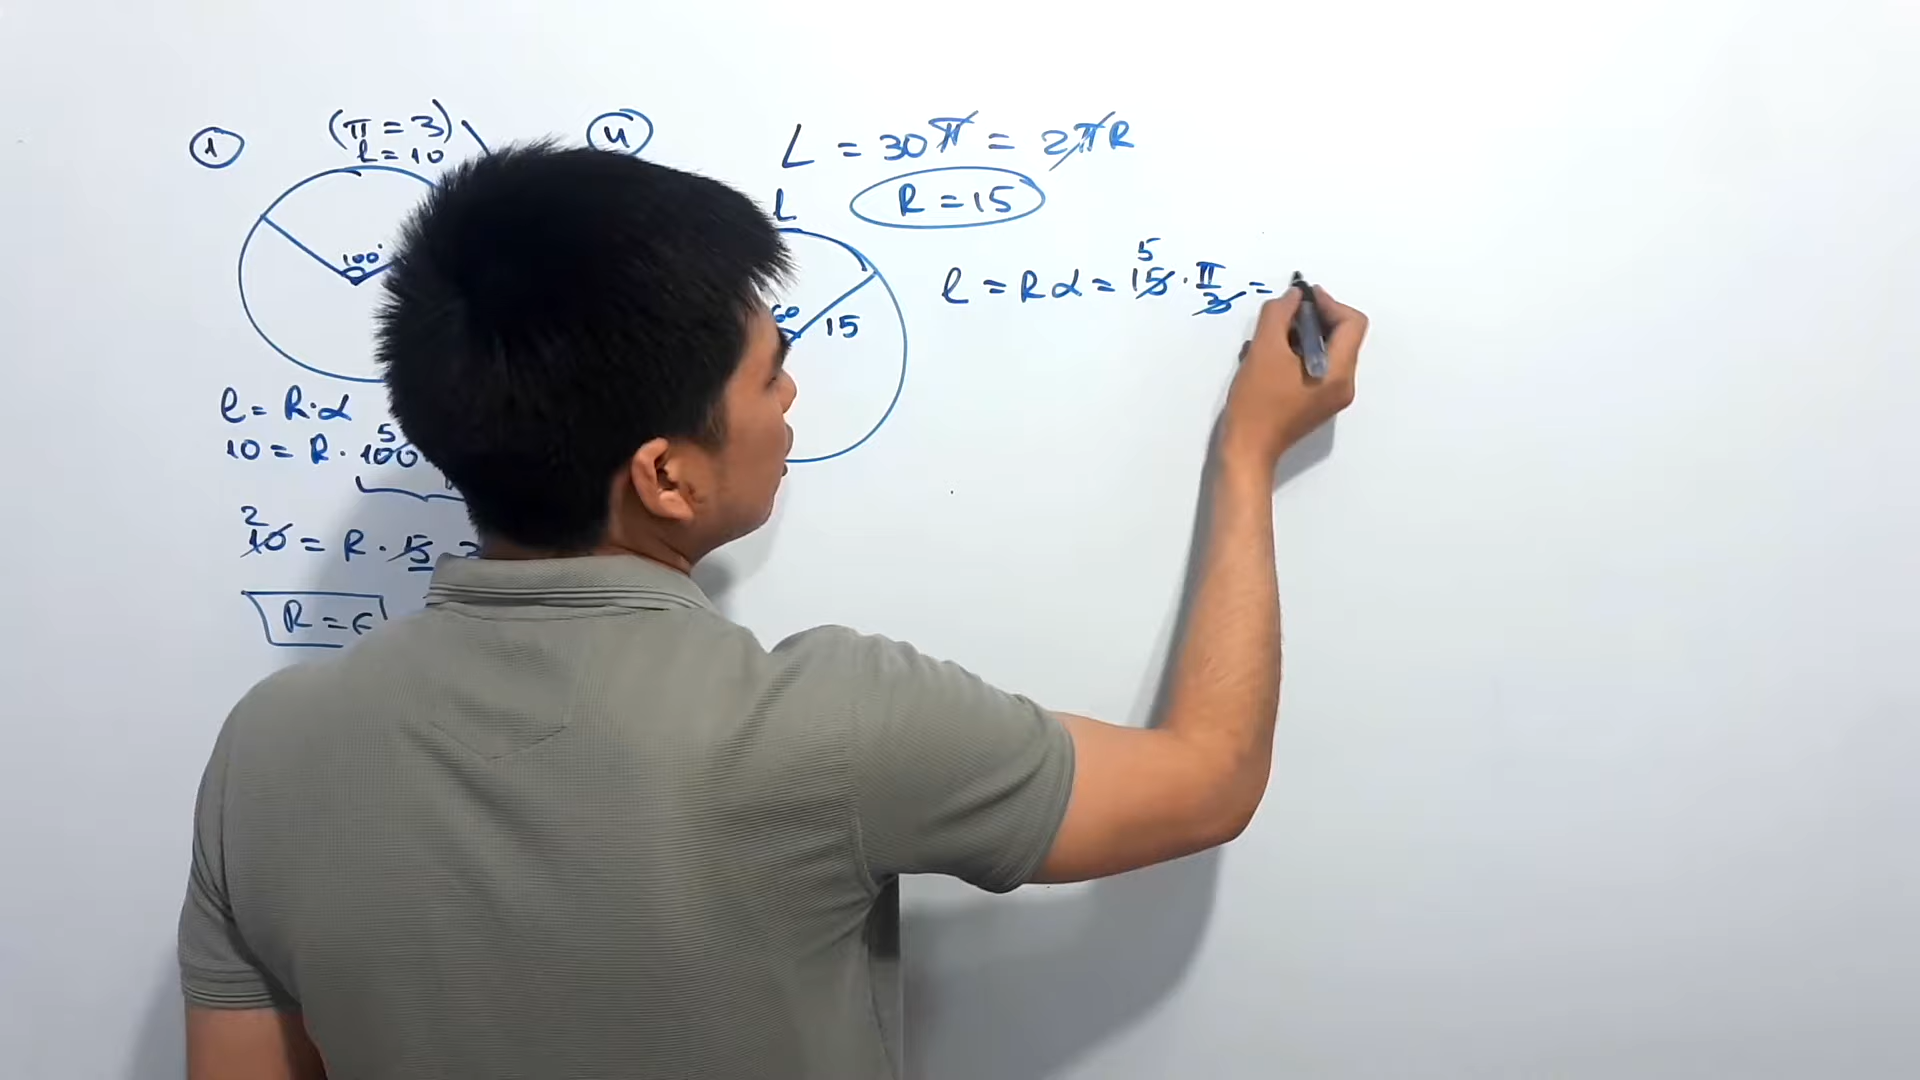 1
(π = 3)
l = 10
100°
l = R·α
5
10 = R · 100
2
10 = R · 15
R = 6
4
L = 30π = 2πR
R = 15
l
60
15
5
l = Rα = 15 · π/3 =